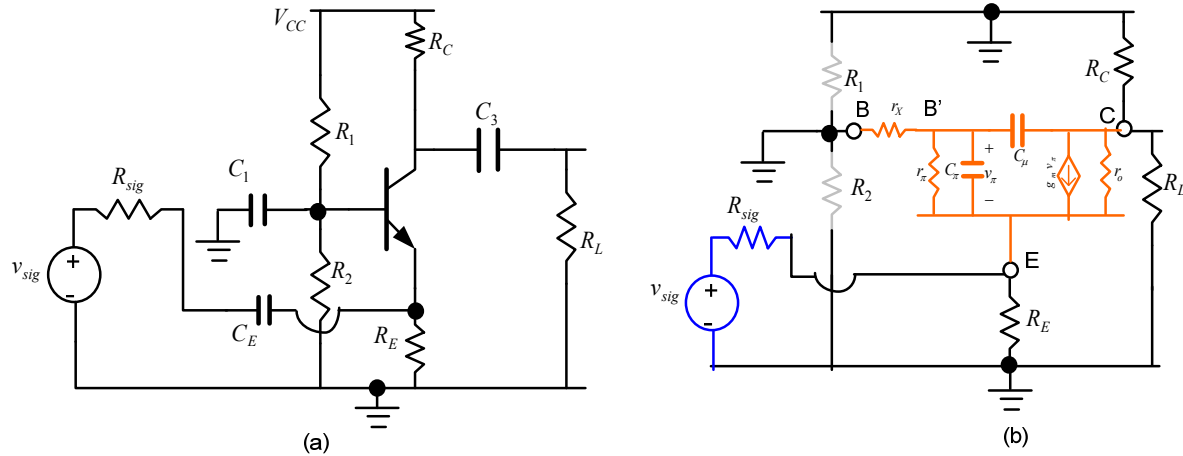 V_CC
R_C
C_3
R_1
C_1
R_sig
R_L
v_sig
+
-
R_2
C_E
R_E
(a)
R_1
R_C
B
r_X
B’
C
+
C_μ
r_π
C_π
v_π
g_m v_π
r_o
−
R_2
R_L
R_sig
E
v_sig
+
-
R_E
(b)